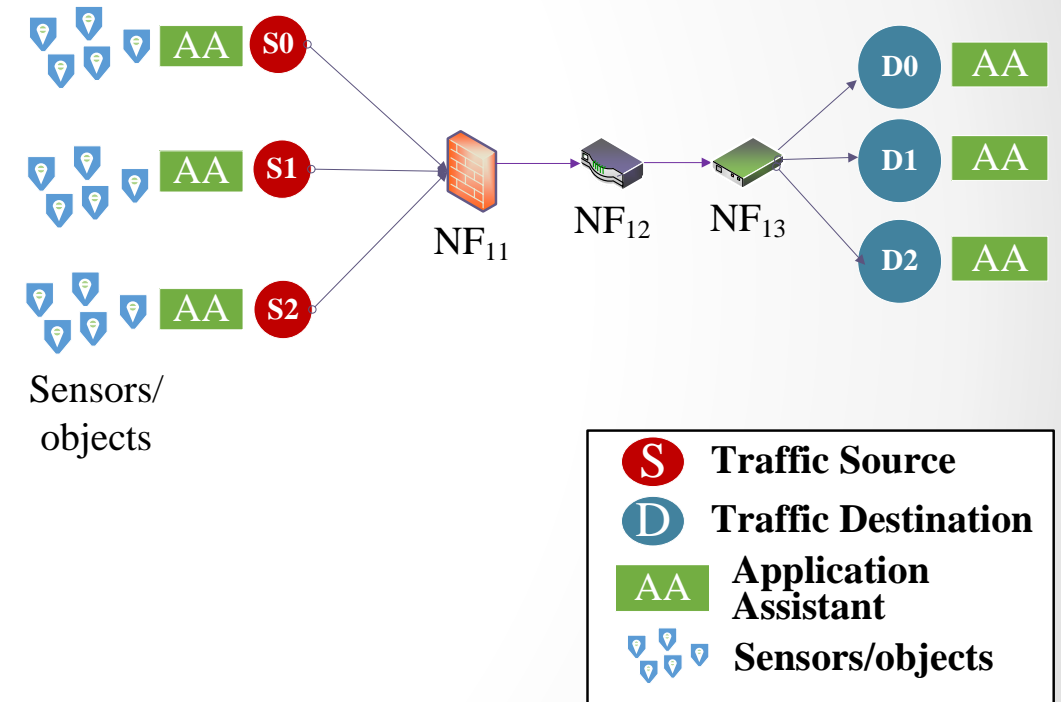 AA S0
D0 AA
AA S1
D1 AA
NF₁₁
NF₁₂
NF₁₃
AA S2
D2 AA
Sensors/
objects
S Traffic Source
D Traffic Destination
AA Application
Assistant
Sensors/objects